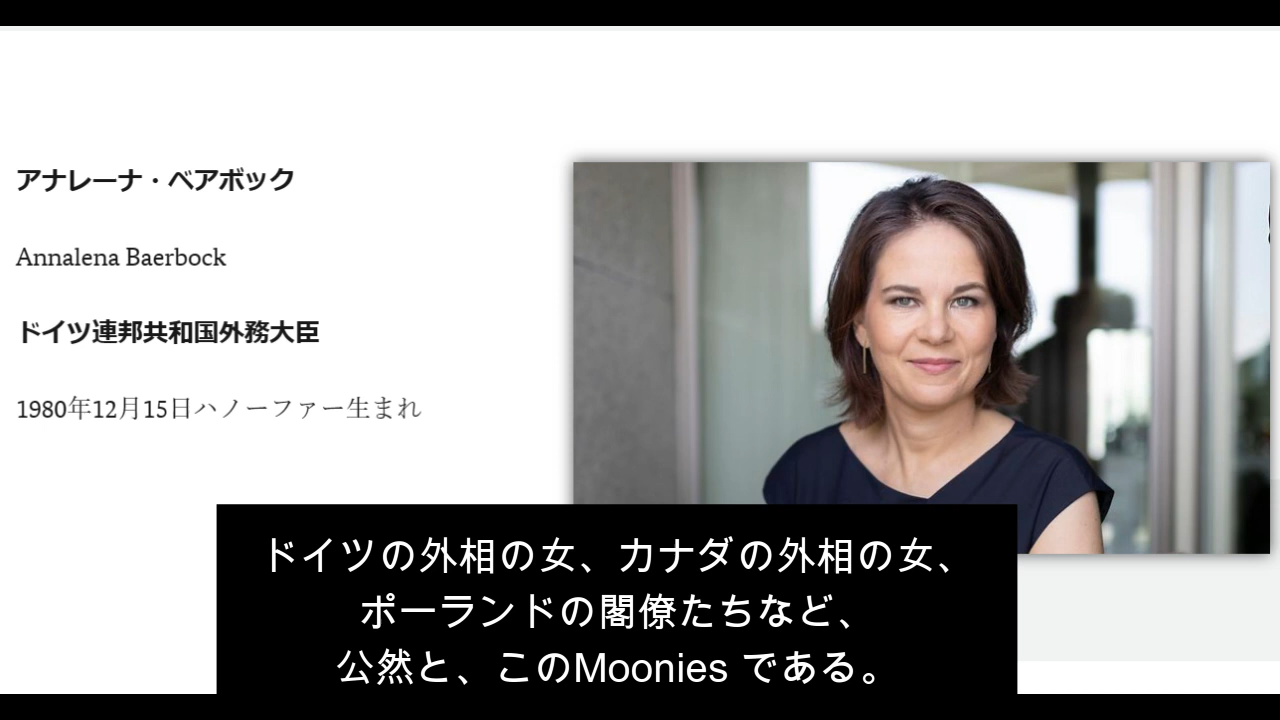 アナレーナ・ベアボック
Annalena Baerbock
ドイツ連邦共和国外務大臣
1980年12月15日ハノーファー生まれ
ドイツの外相の女、カナダの外相の女、
ポーランドの閣僚たちなど、
公然と、このMoonies である。